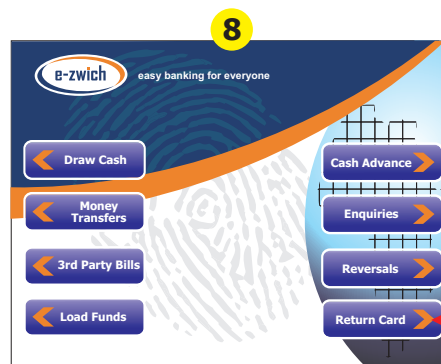 8
e-zwich
easy banking for everyone
Draw Cash
Money
Transfers
3rd Party Bills
Load Funds
Cash Advance
Enquiries
Reversals
Return Card